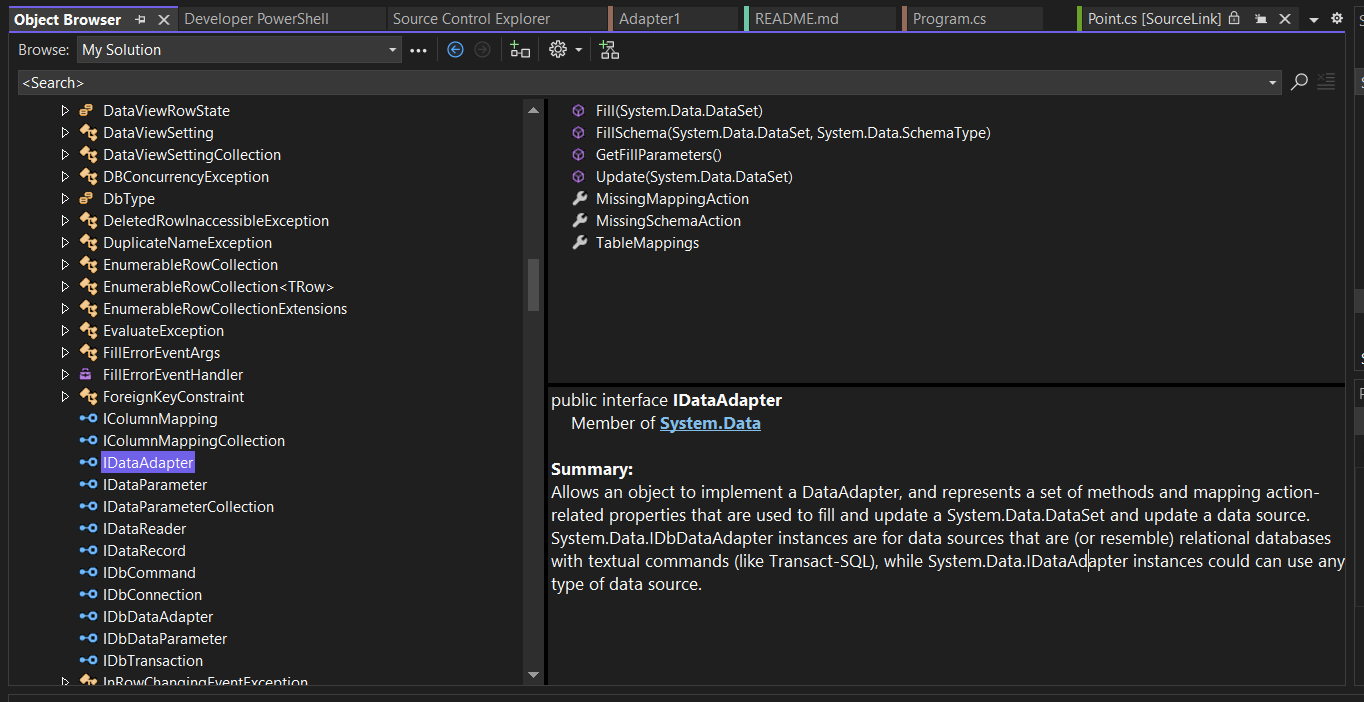 Object Browser
Developer PowerShell
Source Control Explorer
Adapter1
README.md
Program.cs
Point.cs [SourceLink]
Browse:
My Solution
<Search>
DataViewRowState
DataViewSetting
DataViewSettingCollection
DBConcurrencyException
DbType
DeletedRowInaccessibleException
DuplicateNameException
EnumerableRowCollection
EnumerableRowCollection<TRow>
EnumerableRowCollectionExtensions
EvaluateException
FillErrorEventArgs
FillErrorEventHandler
ForeignKeyConstraint
IColumnMapping
IColumnMappingCollection
IDataAdapter
IDataParameter
IDataParameterCollection
IDataReader
IDataRecord
IDbCommand
IDbConnection
IDbDataAdapter
IDbDataParameter
IDbTransaction
InRowChangingEventException
Fill(System.Data.DataSet)
FillSchema(System.Data.DataSet, System.Data.SchemaType)
GetFillParameters()
Update(System.Data.DataSet)
MissingMappingAction
MissingSchemaAction
TableMappings
public interface IDataAdapter
Member of System.Data
Summary:
Allows an object to implement a DataAdapter, and represents a set of methods and mapping action-
related properties that are used to fill and update a System.Data.DataSet and update a data source.
System.Data.IDbDataAdapter instances are for data sources that are (or resemble) relational databases
with textual commands (like Transact-SQL), while System.Data.IDataAdapter instances could can use any
type of data source.